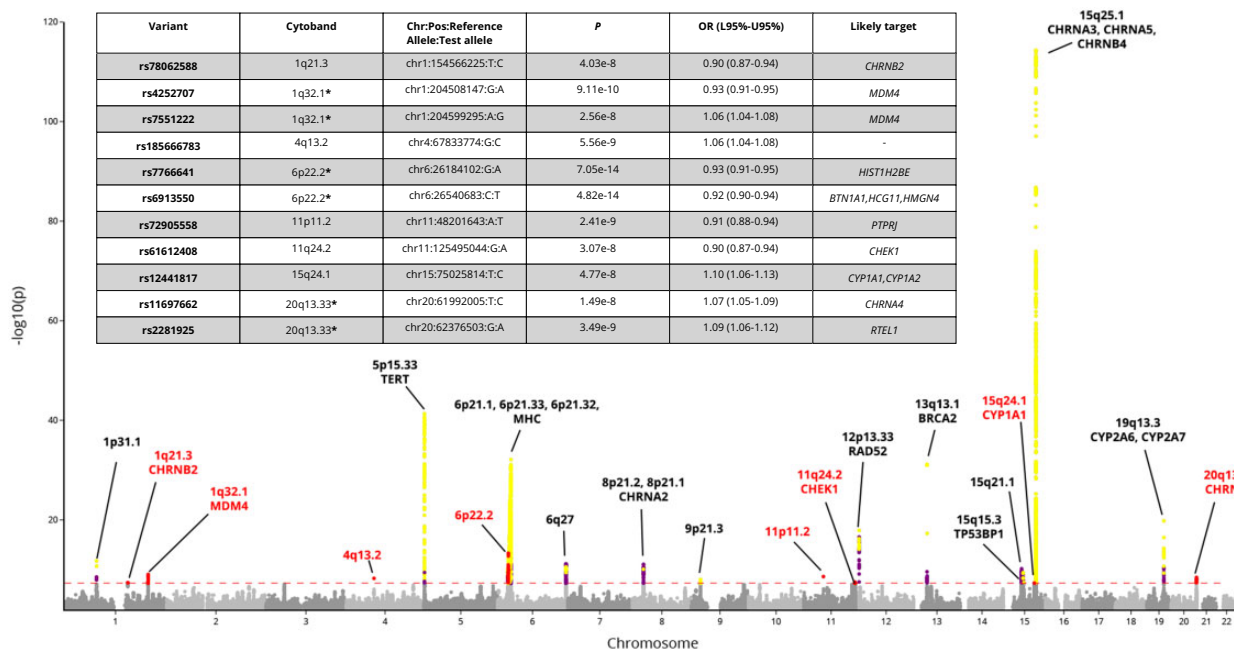 Variant Cytoband Chr:Pos:Reference Allele:Test allele P OR (L95%-U95%) Likely target
rs78062588 1q21.3 chr1:154566225:T:C 4.03e-8 0.90 (0.87-0.94) CHRNB2
rs4252707 1q32.1* chr1:204508147:G:A 9.11e-10 0.93 (0.91-0.95) MDM4
rs7551222 1q32.1* chr1:204599295:A:G 2.56e-8 1.06 (1.04-1.08) MDM4
rs185666783 4q13.2 chr4:67833774:G:C 5.56e-9 1.06 (1.04-1.08) -
rs7766641 6p22.2* chr6:26184102:G:A 7.05e-14 0.93 (0.91-0.95) HIST1H2BE
rs6913550 6p22.2* chr6:26540683:C:T 4.82e-14 0.92 (0.90-0.94) BTN1A1,HCG11,HMGN4
rs72905558 11p11.2 chr11:48201643:A:T 2.41e-9 0.91 (0.88-0.94) PTPRJ
rs61612408 11q24.2 chr11:125495044:G:A 3.07e-8 0.90 (0.87-0.94) CHEK1
rs12441817 15q24.1 chr15:75025814:T:C 4.77e-8 1.10 (1.06-1.13) CYP1A1,CYP1A2
rs11697662 20q13.33* chr20:61992005:T:C 1.49e-8 1.07 (1.05-1.09) CHRNA4
rs2281925 20q13.33* chr20:62376503:G:A 3.49e-9 1.09 (1.06-1.12) RTEL1
15q25.1
CHRNA3, CHRNA5,
CHRNB4
120
100
80
60
40
20
-log10(p)
1p31.1
1q21.3
CHRNB2
1q32.1
MDM4
4q13.2
5p15.33
TERT
6p21.1, 6p21.33, 6p21.32,
MHC
6p22.2
6q27
8p21.2, 8p21.1
CHRNA2
9p21.3
11p11.2
11q24.2
CHEK1
12p13.33
RAD52
13q13.1
BRCA2
15q24.1
CYP1A1
15q21.1
15q15.3
TP53BP1
19q13.3
CYP2A6, CYP2A7
20q13
CHRN
1 2 3 4 5 6 7 8 9 10 11 12 13 14 15 16 17 18 19 20 21 22
Chromosome